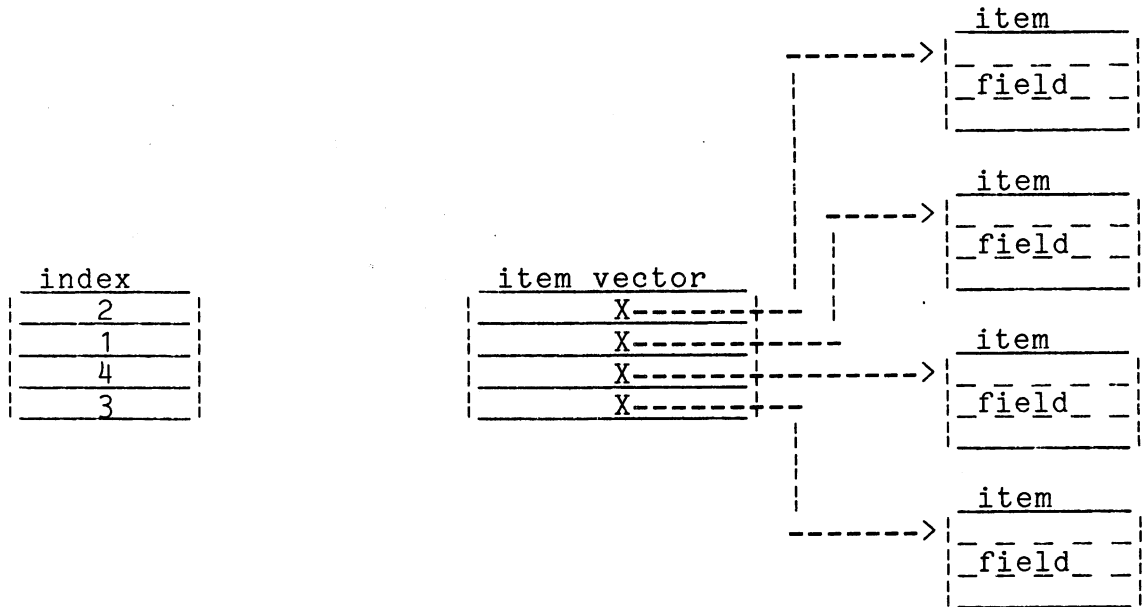 item
field
item
field
index
2
1
4
3
item vector
X
X
X
X
item
field
item
field